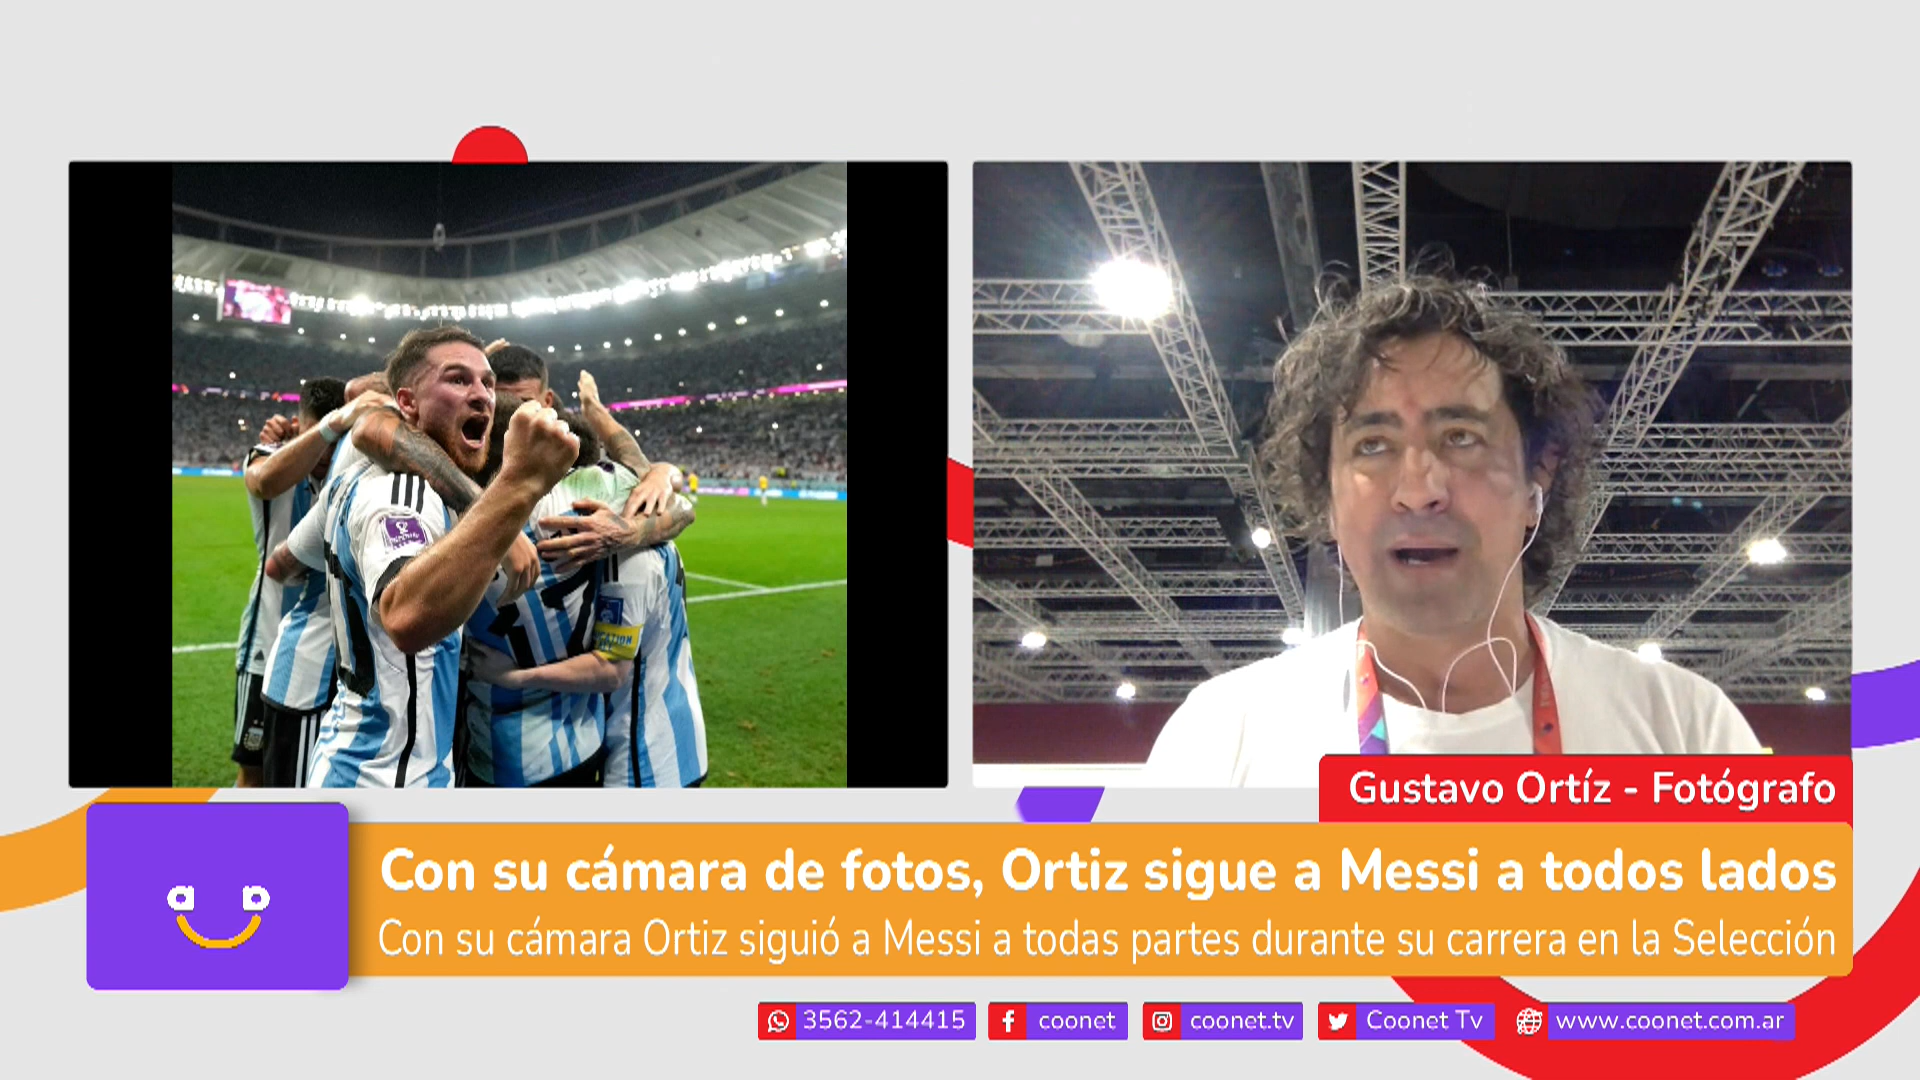 Gustavo Ortíz - Fotógrafo
Con su cámara de fotos, Ortiz sigue a Messi a todos lados
Con su cámara Ortiz siguió a Messi a todas partes durante su carrera en la Selección
3562-414415
coonet
coonet.tv
Coonet Tv
www.coonet.com.ar